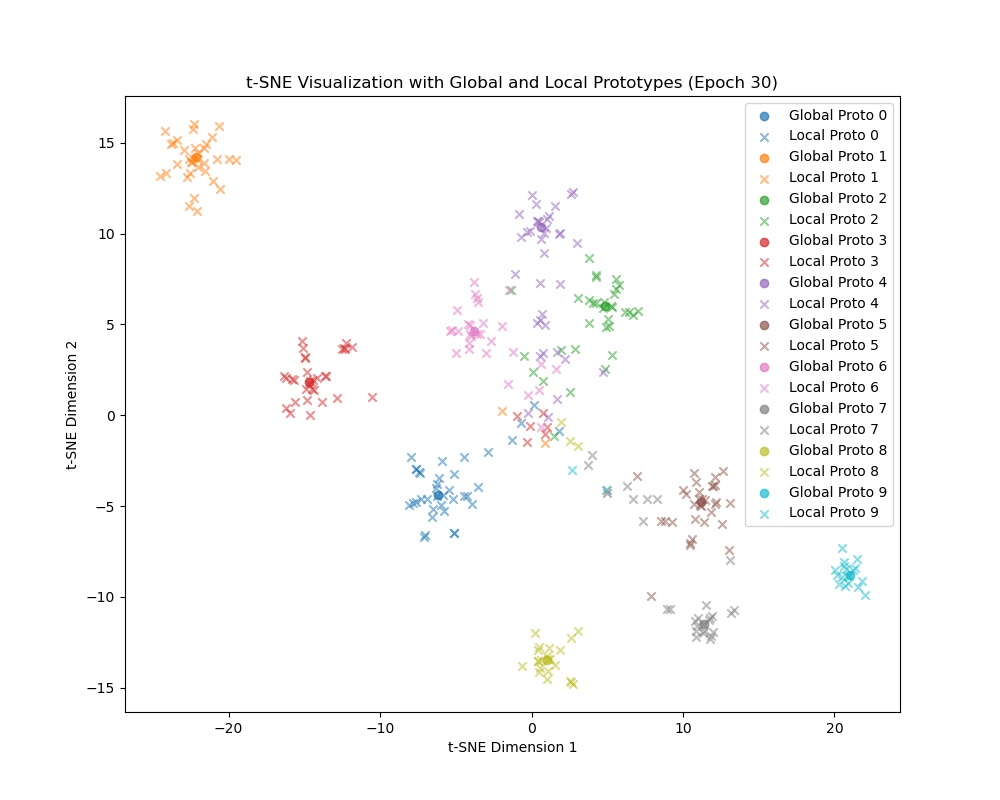 t-SNE Visualization with Global and Local Prototypes (Epoch 30)
Global Proto 0
Local Proto 0
Global Proto 1
Local Proto 1
Global Proto 2
Local Proto 2
Global Proto 3
Local Proto 3
Global Proto 4
Local Proto 4
Global Proto 5
Local Proto 5
Global Proto 6
Local Proto 6
Global Proto 7
Local Proto 7
Global Proto 8
Local Proto 8
Global Proto 9
Local Proto 9
t-SNE Dimension 2
15
10
5
0
−5
−10
−15
−20
−10
0
10
20
t-SNE Dimension 1